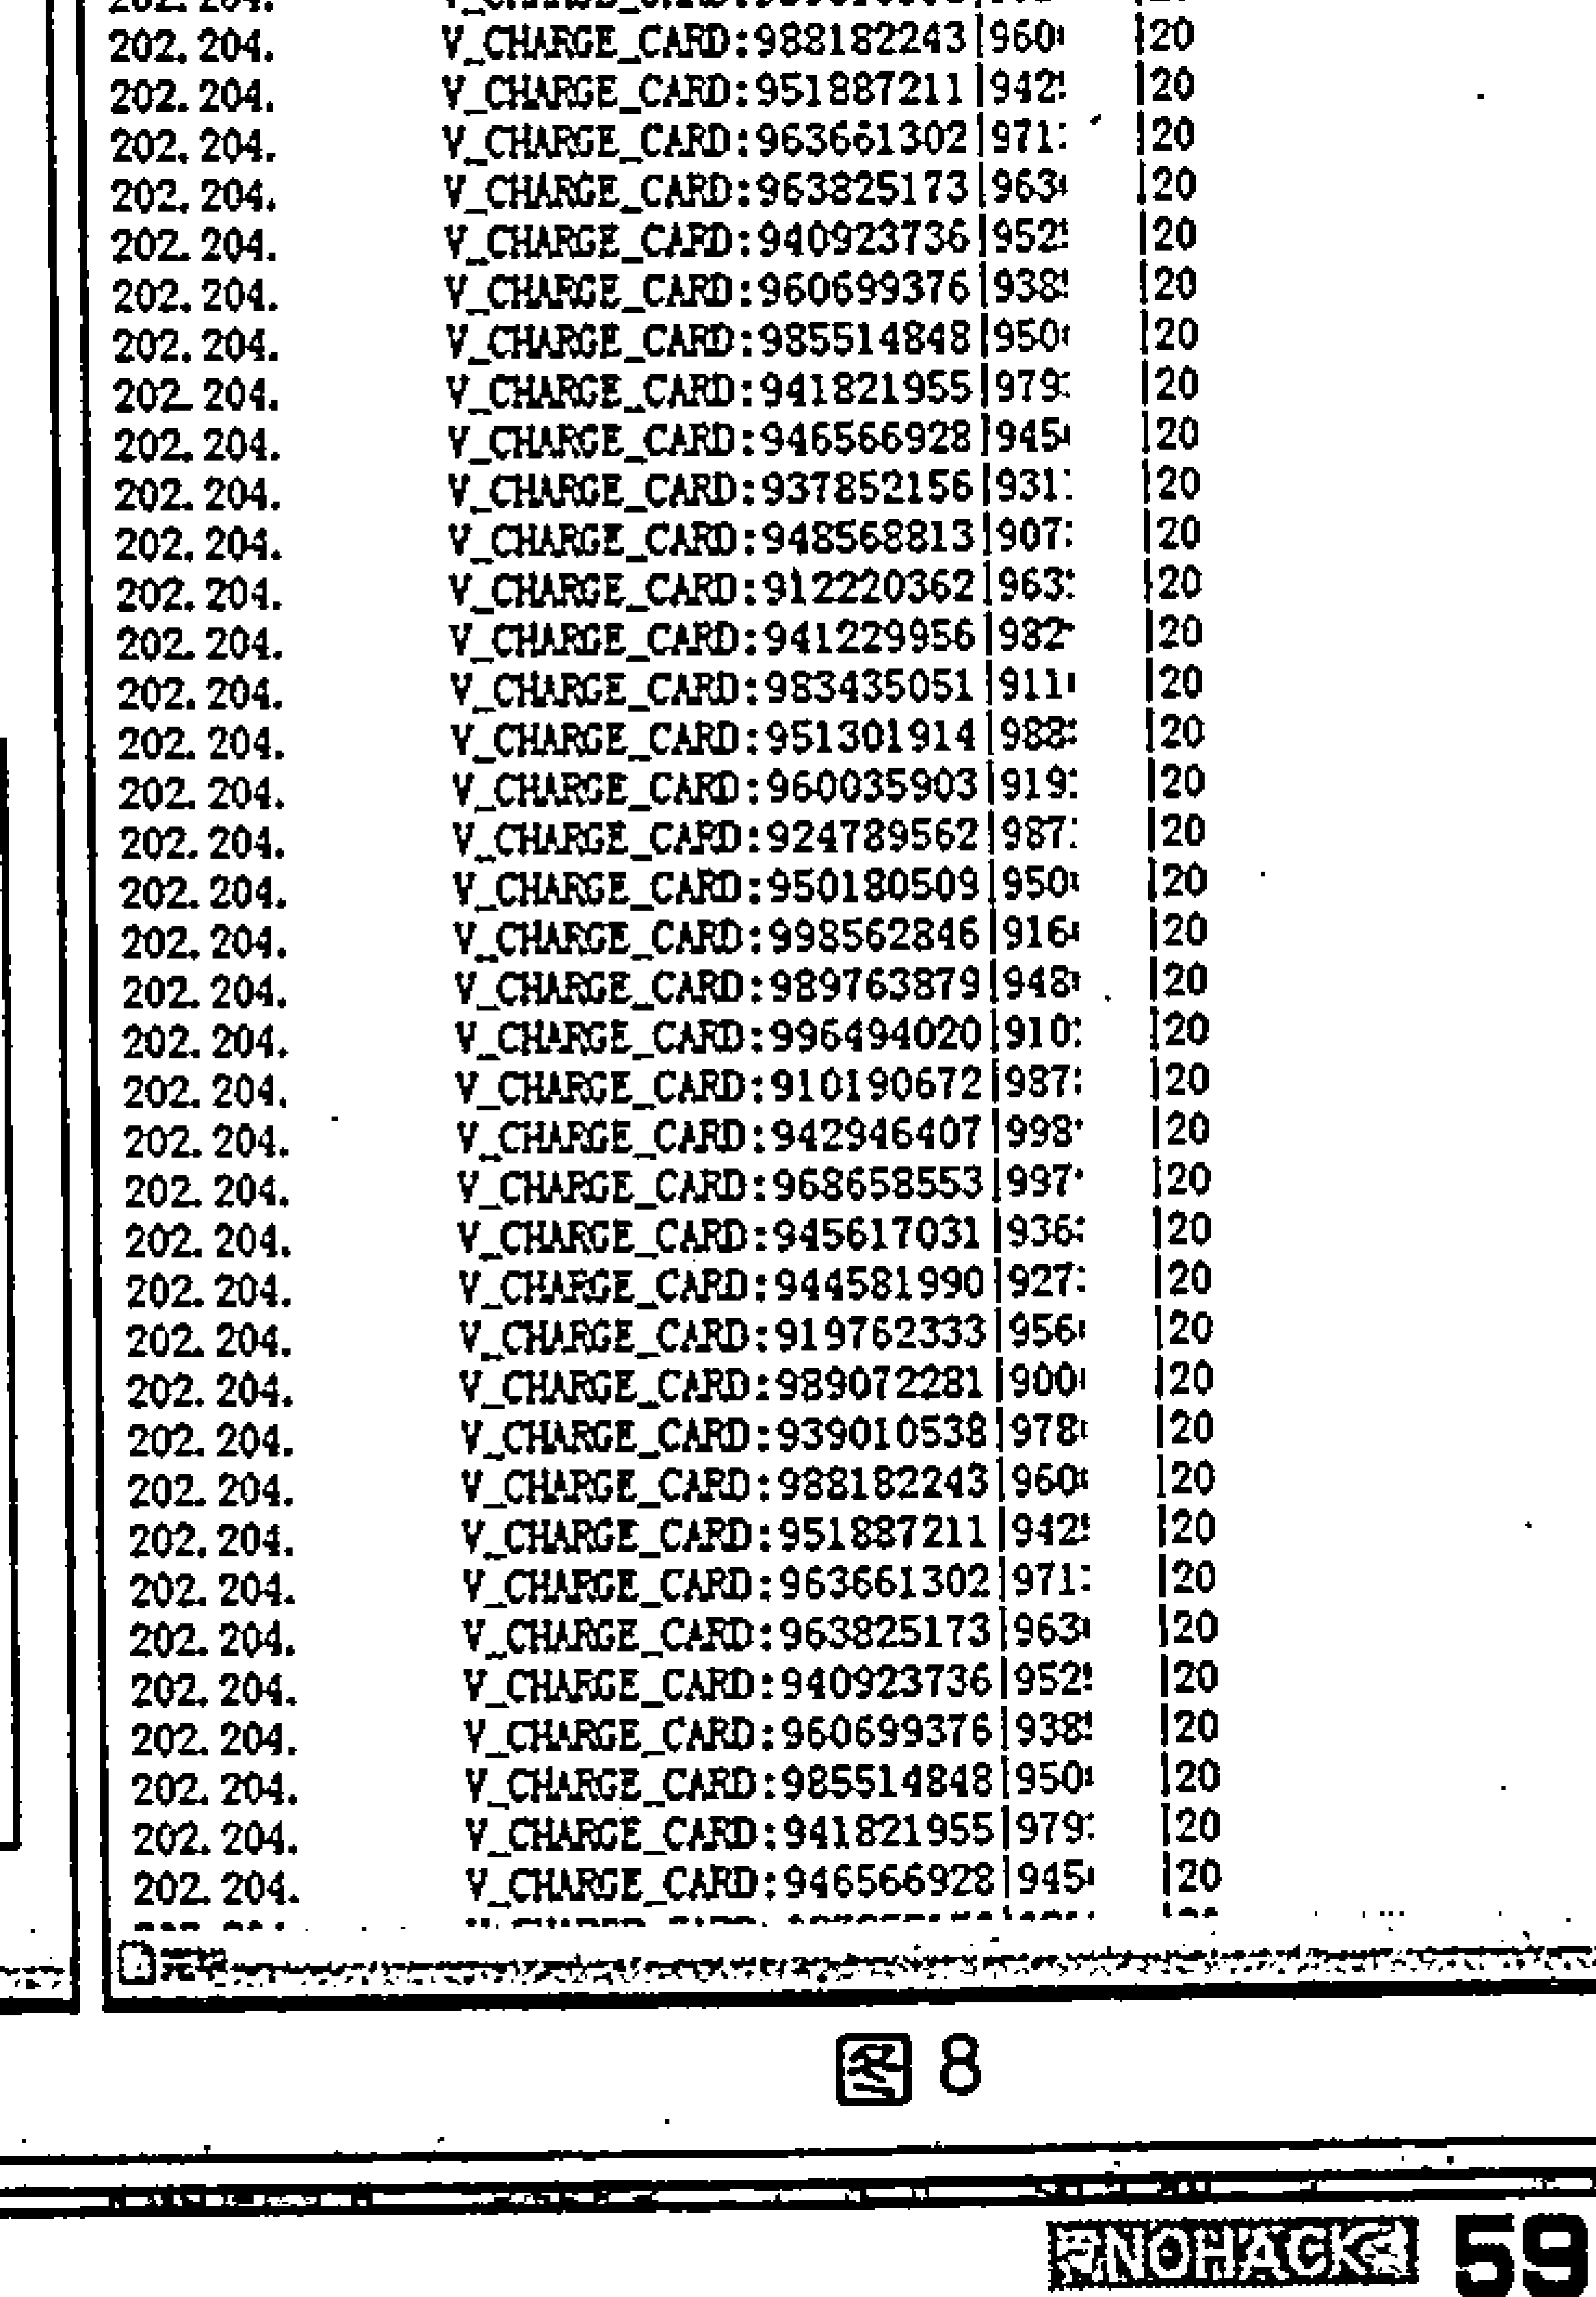 202.204. V_CHARGE_CARD:988182243|960 |20
202.204. V_CHARGE_CARD:951887211|942 |20
202.204. V_CHARGE_CARD:963661302|971 |20
202.204. V_CHARGE_CARD:963825173|963 |20
202.204. V_CHARGE_CARD:940923736|952 |20
202.204. V_CHARGE_CARD:960699376|938 |20
202.204. V_CHARGE_CARD:985514848|950 |20
202.204. V_CHARGE_CARD:941821955|979 |20
202.204. V_CHARGE_CARD:946566928|945 |20
202.204. V_CHARGE_CARD:937852156|931 |20
202.204. V_CHARGE_CARD:948568813|907 |20
202.204. V_CHARGE_CARD:912220362|963 |20
202.204. V_CHARGE_CARD:941229956|982 |20
202.204. V_CHARGE_CARD:983435051|911 |20
202.204. V_CHARGE_CARD:951301914|988 |20
202.204. V_CHARGE_CARD:960035903|919 |20
202.204. V_CHARGE_CARD:924789562|987 |20
202.204. V_CHARGE_CARD:950180509|950 |20
202.204. V_CHARGE_CARD:998562846|916 |20
202.204. V_CHARGE_CARD:989763879|948 |20
202.204. V_CHARGE_CARD:996494020|910 |20
202.204. V_CHARGE_CARD:910190672|987 |20
202.204. V_CHARGE_CARD:942946407|998 |20
202.204. V_CHARGE_CARD:968658553|997 |20
202.204. V_CHARGE_CARD:945617031|936 |20
202.204. V_CHARGE_CARD:944581990|927 |20
202.204. V_CHARGE_CARD:919762333|956 |20
202.204. V_CHARGE_CARD:989072281|900 |20
202.204. V_CHARGE_CARD:939010538|978 |20
202.204. V_CHARGE_CARD:988182243|960 |20
202.204. V_CHARGE_CARD:951887211|942 |20
202.204. V_CHARGE_CARD:963661302|971 |20
202.204. V_CHARGE_CARD:963825173|963 |20
202.204. V_CHARGE_CARD:940923736|952 |20
202.204. V_CHARGE_CARD:960699376|938 |20
202.204. V_CHARGE_CARD:985514848|950 |20
202.204. V_CHARGE_CARD:941821955|979 |20
202.204. V_CHARGE_CARD:946566928|945 |20
图 8
NOHACK 59